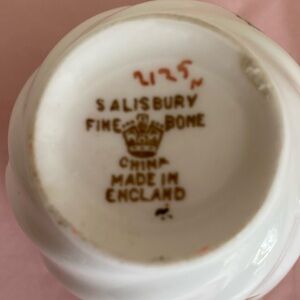 2125 N
SALISBURY
FINE BONE
CHINA
MADE IN
ENGLAND